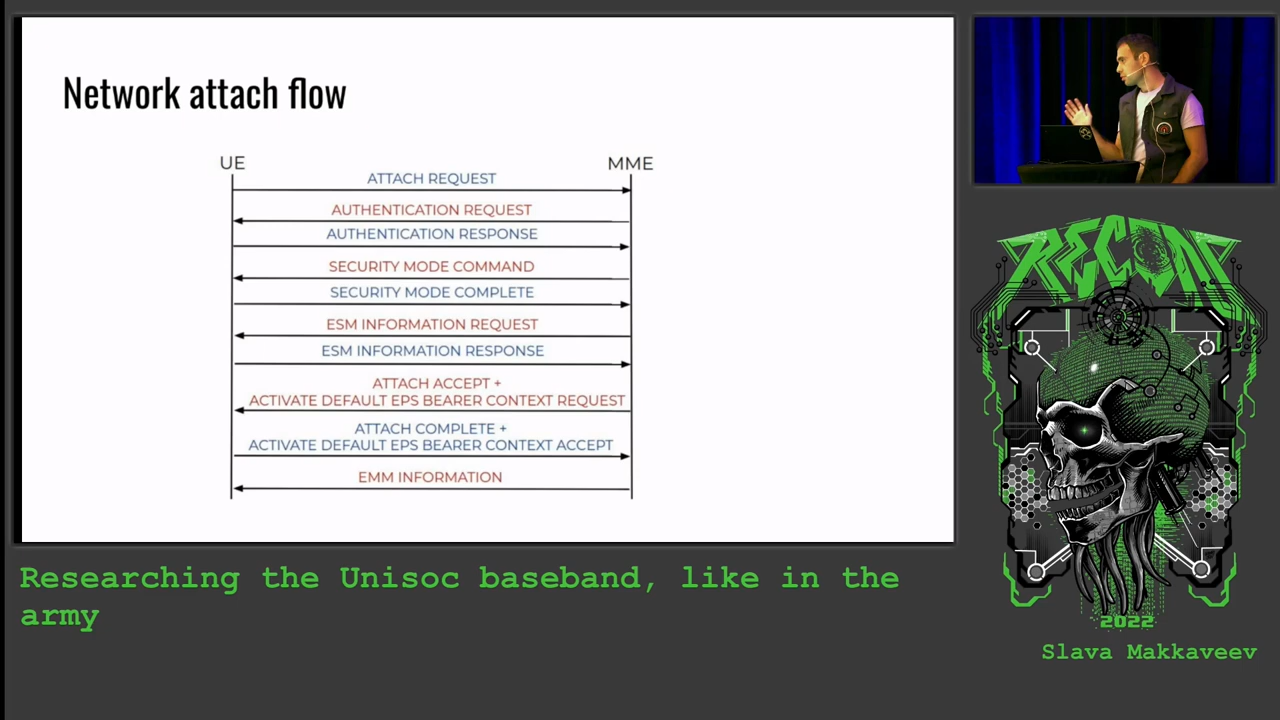 Network attach flow
UE
MME
ATTACH REQUEST
AUTHENTICATION REQUEST
AUTHENTICATION RESPONSE
SECURITY MODE COMMAND
SECURITY MODE COMPLETE
ESM INFORMATION REQUEST
ESM INFORMATION RESPONSE
ATTACH ACCEPT +
ACTIVATE DEFAULT EPS BEARER CONTEXT REQUEST
ATTACH COMPLETE +
ACTIVATE DEFAULT EPS BEARER CONTEXT ACCEPT
EMM INFORMATION
RECON
2022
Researching the Unisoc baseband, like in the
army
Slava Makkaveev